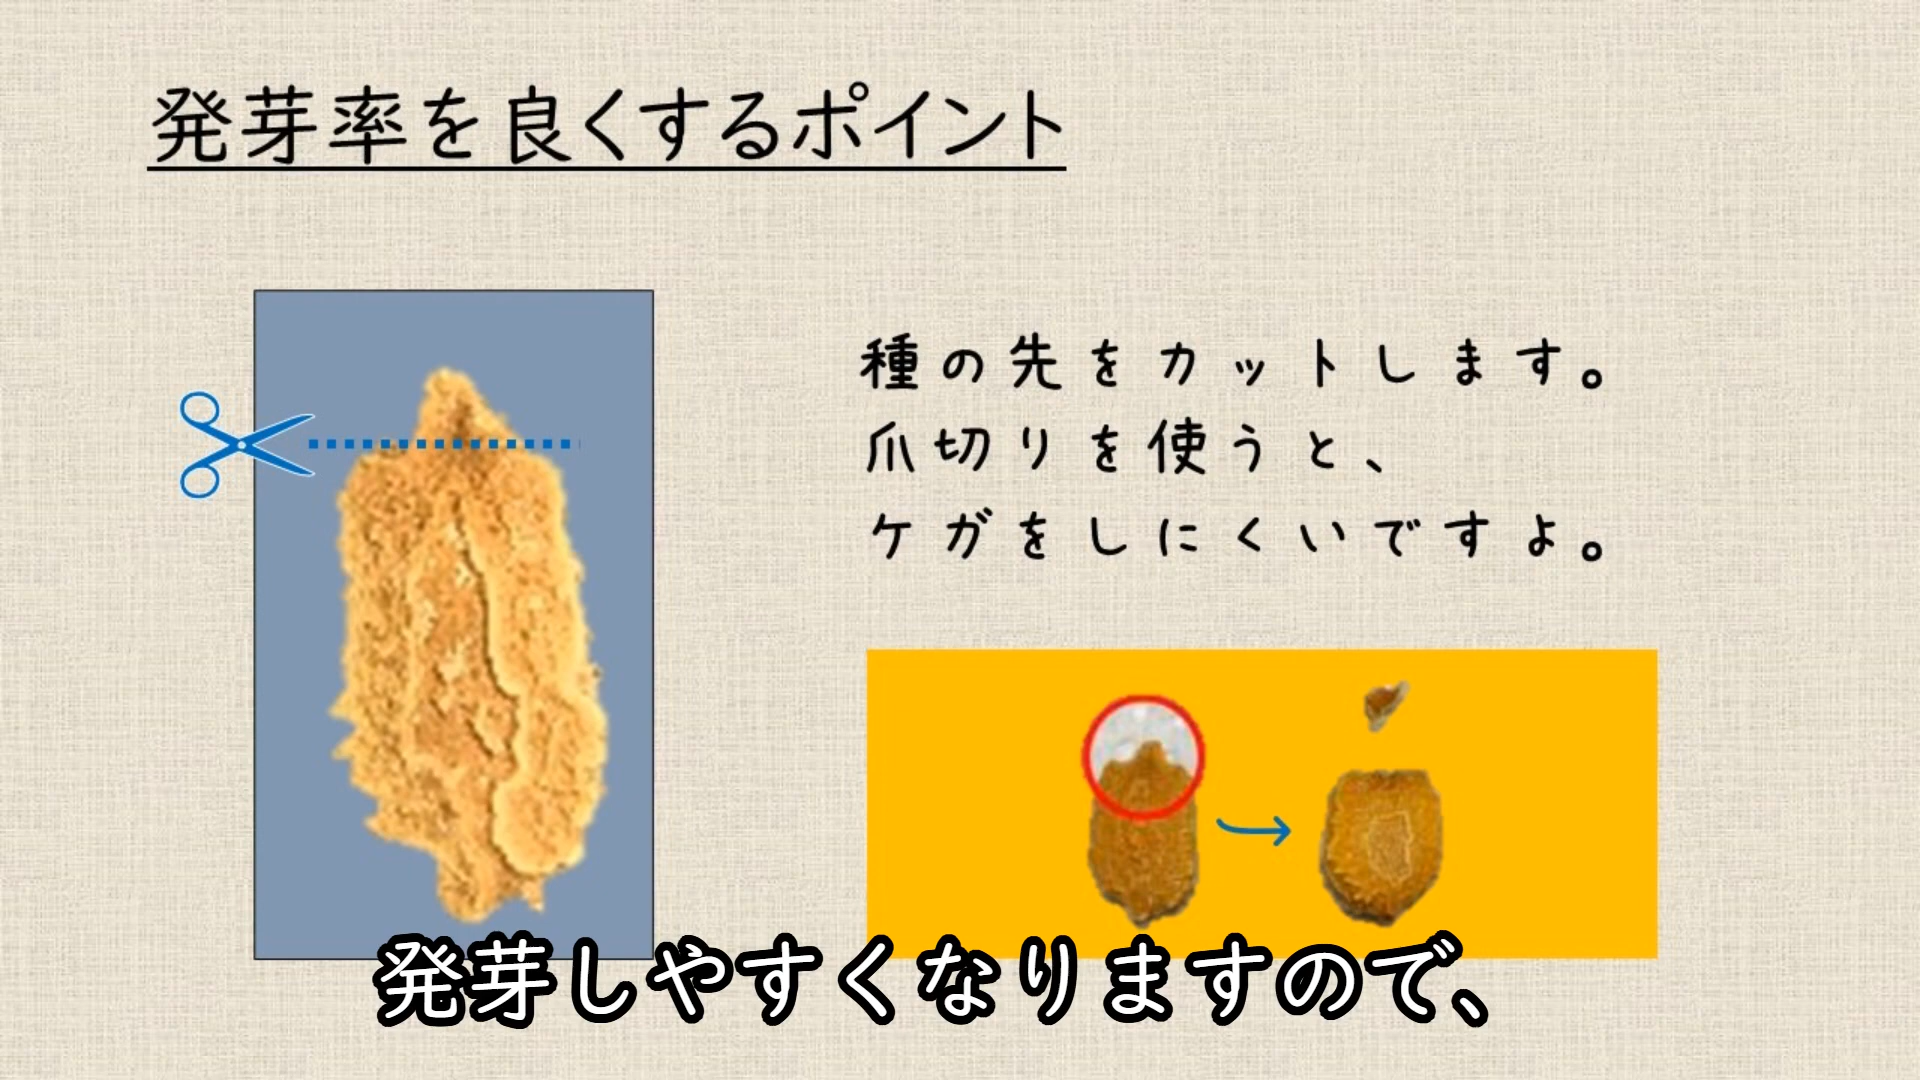 発芽率を良くするポイント
種の先をカットします。
爪切りを使うと、
ケガをしにくいですよ。
発芽しやすくなりますので、